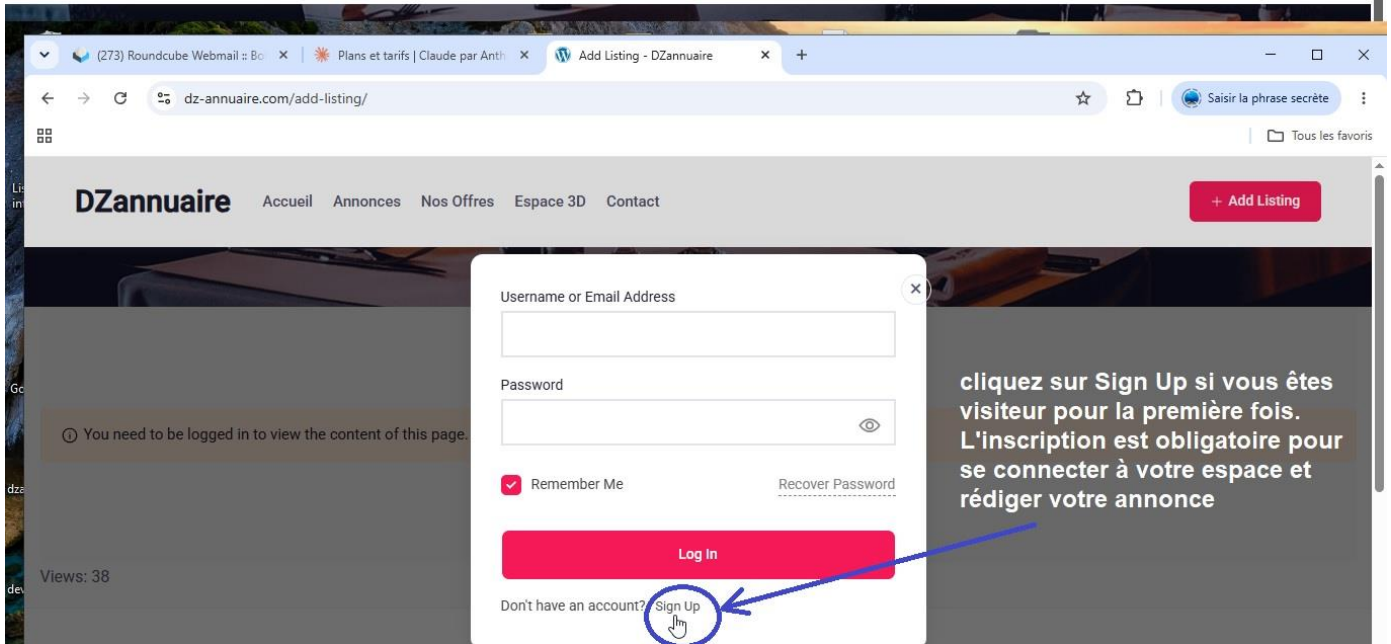 (273) Roundcube Webmail :: Bo
Plans et tarifs | Claude par Anth
Add Listing - DZannuaire
dz-annuaire.com/add-listing/
Saisir la phrase secrète
Tous les favoris
DZannuaire
Accueil
Annonces
Nos Offres
Espace 3D
Contact
+ Add Listing
Username or Email Address
Password
You need to be logged in to view the content of this page.
Remember Me
Recover Password
Log In
Don't have an account? Sign Up
Views: 38
cliquez sur Sign Up si vous êtes
visiteur pour la première fois.
L'inscription est obligatoire pour
se connecter à votre espace et
rédiger votre annonce